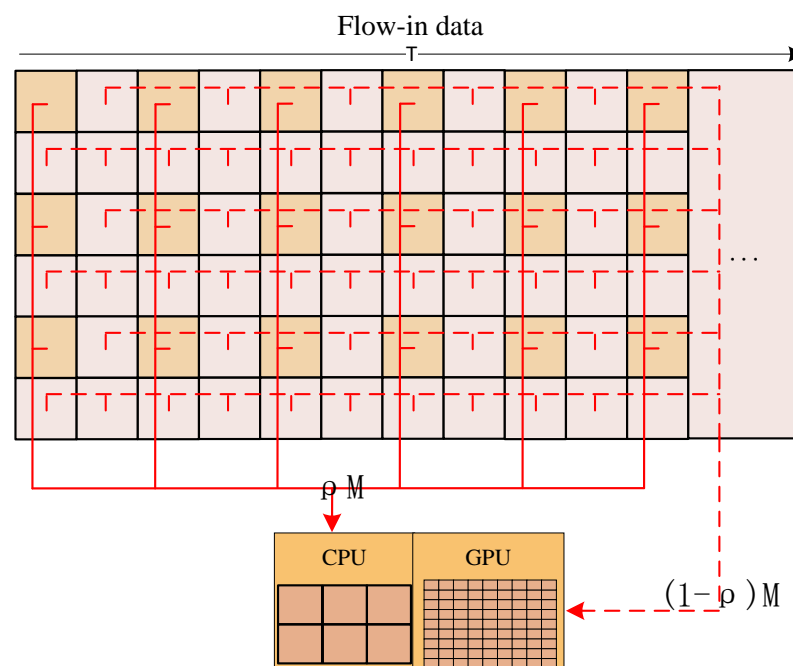 Flow-in data
T
...
ρM
CPU GPU
(1-ρ)M